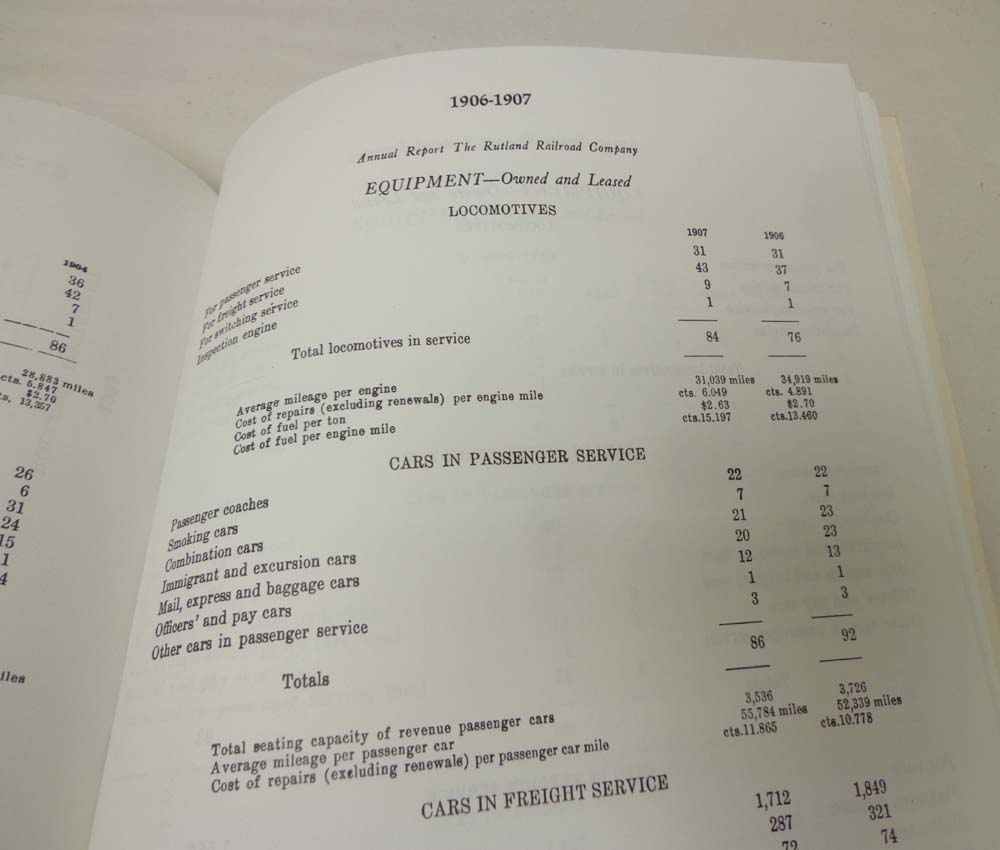 1904
36
42
7
1
86
28,883 miles
cts. 5.847
$2.70
13,357
26
6
31
24
15
1
4
1906-1907
Annual Report The Rutland Railroad Company
EQUIPMENT—Owned and Leased
LOCOMOTIVES
1907 1906
For passenger service 31 31
For freight service 43 37
For switching service 9 7
Inspection engine 1 1
Total locomotives in service 84 76
Average mileage per engine 31,039 miles 34,919 miles
Cost of repairs (excluding renewals) per engine mile cts. 6.049 cts. 4.891
Cost of fuel per ton $2.63 $2.70
Cost of fuel per engine mile cts.15,197 cts.13.460
CARS IN PASSENGER SERVICE
Passenger coaches 22 22
Smoking cars 7 7
Combination cars 21 23
Immigrant and excursion cars 20 23
Mail, express and baggage cars 12 13
Officers' and pay cars 1 1
Other cars in passenger service 3 3
Totals 86 92
Total seating capacity of revenue passenger cars 3,536 3,726
Average mileage per passenger car 55,784 miles 52,339 miles
Cost of repairs (excluding renewals) per passenger car mile cts.11.865 cts.10.778
CARS IN FREIGHT SERVICE
1,712 1,849
287 321
72 74